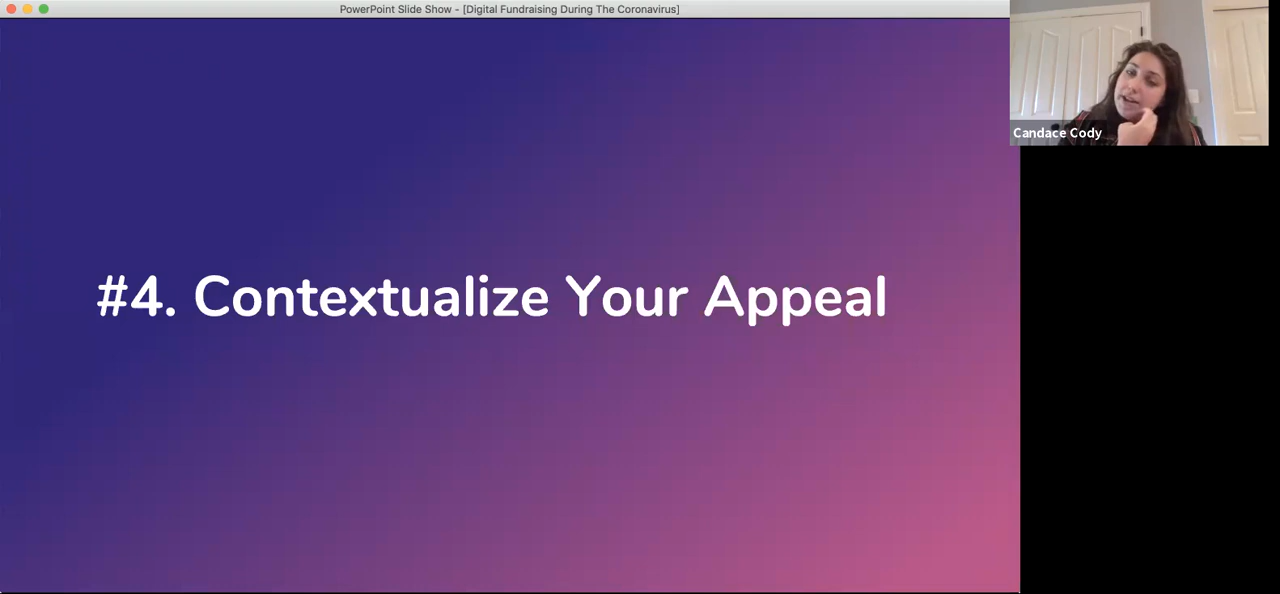 PowerPoint Slide Show - [Digital Fundraising During The Coronavirus]
Candace Cody
#4. Contextualize Your Appeal